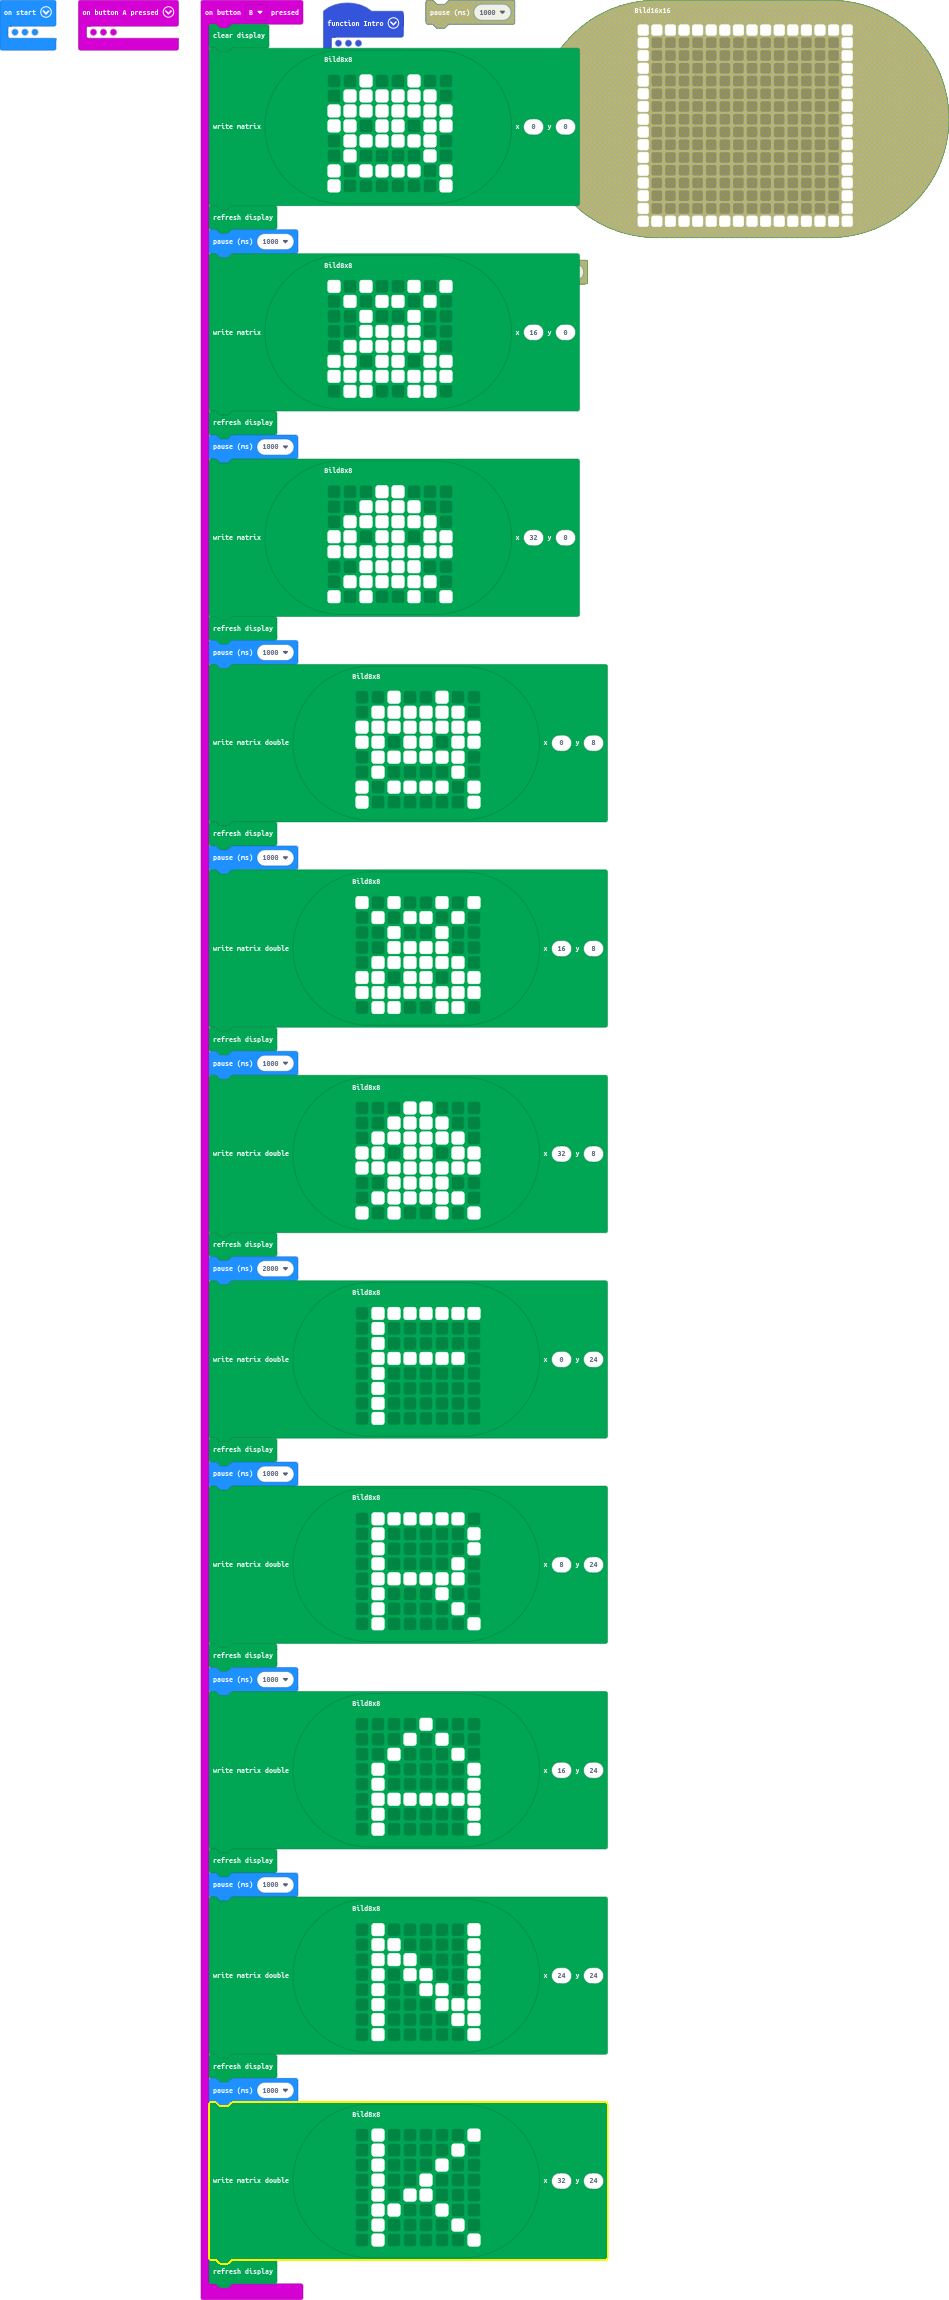 on start
on button A pressed
on button B pressed
clear display
write matrix Bild8x8 x 0 y 0
refresh display
pause (ms) 1000
write matrix Bild8x8 x 16 y 0
refresh display
pause (ms) 1000
write matrix Bild8x8 x 32 y 0
refresh display
pause (ms) 1000
write matrix double Bild8x8 x 0 y 8
refresh display
pause (ms) 1000
write matrix double Bild8x8 x 16 y 8
refresh display
pause (ms) 1000
write matrix double Bild8x8 x 32 y 8
refresh display
pause (ms) 2000
write matrix double Bild8x8 x 0 y 24
refresh display
pause (ms) 1000
write matrix double Bild8x8 x 8 y 24
refresh display
pause (ms) 1000
write matrix double Bild8x8 x 16 y 24
refresh display
pause (ms) 1000
write matrix double Bild8x8 x 24 y 24
refresh display
pause (ms) 1000
write matrix double Bild8x8 x 32 y 24
refresh display
function Intro
pause (ms) 1000
Bild16x16